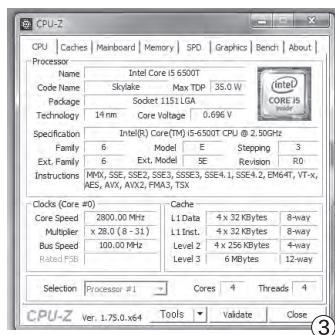 CPU-Z
CPU Caches Mainboard Memory SPD Graphics Bench About
Processor
Name Intel Core i5 6500T
Code Name Skylake Max TDP 35.0 W
Package Socket 1151 LGA
Technology 14 nm Core Voltage 0.696 V
intel
CORE i5
inside
Specification Intel(R) Core(TM) i5-6500T CPU @ 2.50GHz
Family 6 Model E Stepping 3
Ext. Family 6 Ext. Model 5E Revision R0
Instructions MMX, SSE, SSE2, SSE3, SSSE3, SSE4.1, SSE4.2, EM64T, VT-x,
AES, AVX, AVX2, FMA3, TSX
Clocks (Core #0)
Core Speed 2800.00 MHz
Multiplier x 28.0 ( 8 - 31 )
Bus Speed 100.00 MHz
Rated FSB
Cache
L1 Data 4 x 32 KBytes 8-way
L1 Inst. 4 x 32 KBytes 8-way
Level 2 4 x 256 KBytes 4-way
Level 3 6 MBytes 12-way
Selection Processor #1 Cores 4 Threads 4
CPU-Z Ver. 1.75.0.x64 Tools Validate Close
③